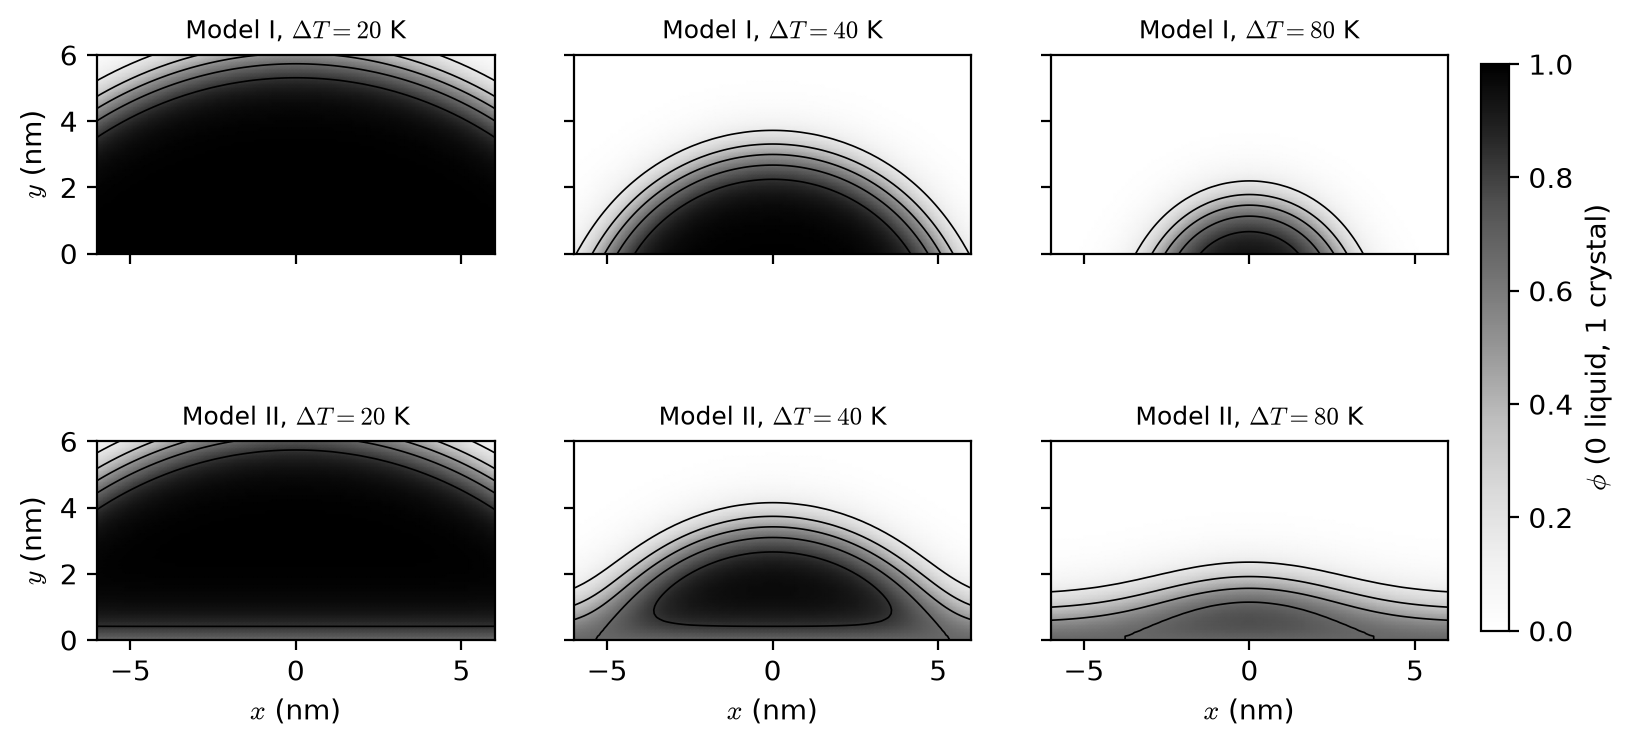 Model I, ΔT = 20 K
Model I, ΔT = 40 K
Model I, ΔT = 80 K
6
4
2
0
y (nm)
1.0
0.8
0.6
0.4
0.2
0.0
ϕ (0 liquid, 1 crystal)
Model II, ΔT = 20 K
Model II, ΔT = 40 K
Model II, ΔT = 80 K
6
4
2
0
y (nm)
−5 0 5
−5 0 5
−5 0 5
x (nm)
x (nm)
x (nm)